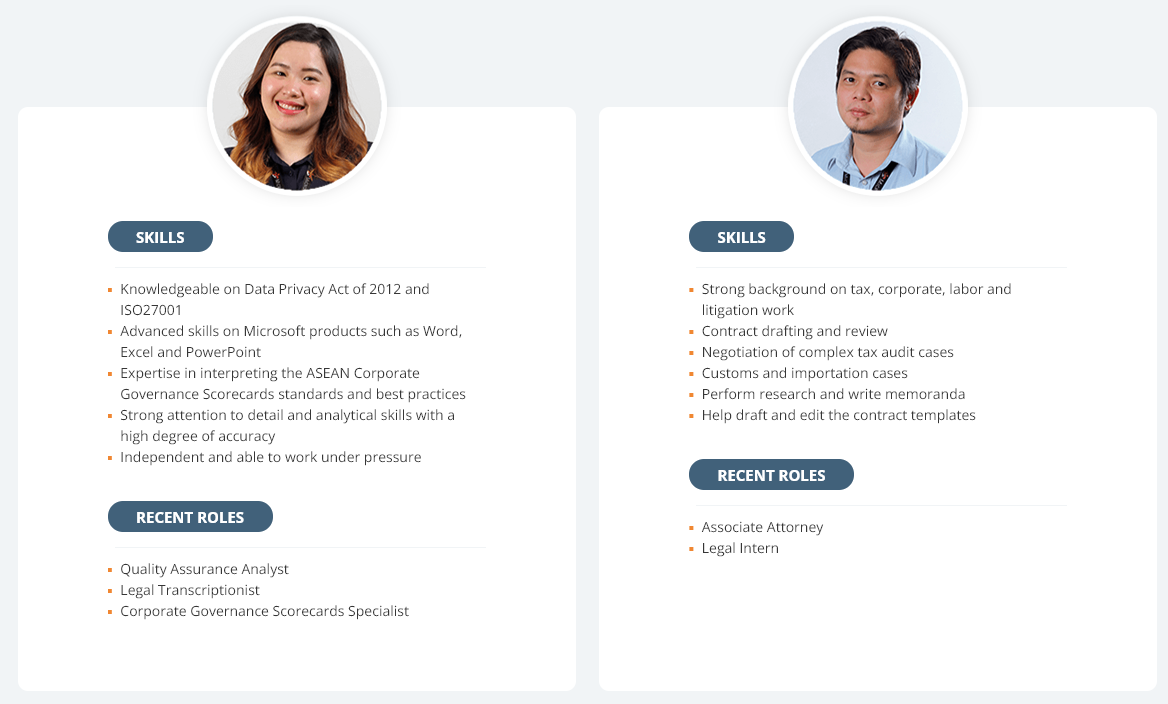 SKILLS
Knowledgeable on Data Privacy Act of 2012 and
ISO27001
Advanced skills on Microsoft products such as Word,
Excel and PowerPoint
Expertise in interpreting the ASEAN Corporate
Governance Scorecards standards and best practices
Strong attention to detail and analytical skills with a
high degree of accuracy
Independent and able to work under pressure
RECENT ROLES
Quality Assurance Analyst
Legal Transcriptionist
Corporate Governance Scorecards Specialist
SKILLS
Strong background on tax, corporate, labor and
litigation work
Contract drafting and review
Negotiation of complex tax audit cases
Customs and importation cases
Perform research and write memoranda
Help draft and edit the contract templates
RECENT ROLES
Associate Attorney
Legal Intern